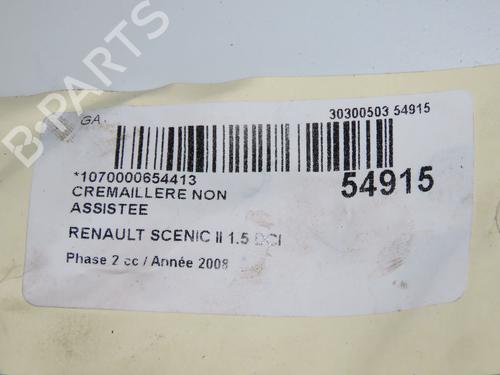 B-PARTS
GA
30300503 54915
*1070000654413
54915
CREMAILLERE NON
ASSISTEE
RENAULT SCENIC II 1.5 DCI
Phase 2 cc / Année 2008